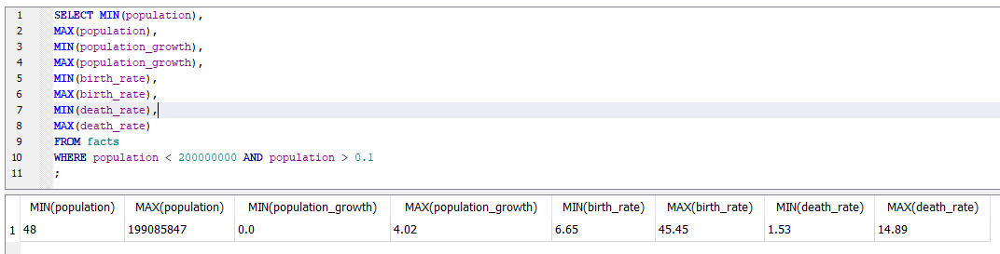 1 SELECT MIN(population),
2 MAX(population),
3 MIN(population_growth),
4 MAX(population_growth),
5 MIN(birth_rate),
6 MAX(birth_rate),
7 MIN(death_rate),
8 MAX(death_rate)
9 FROM facts
10 WHERE population < 200000000 AND population > 0.1
11 ;
MIN(population) MAX(population) MIN(population_growth) MAX(population_growth) MIN(birth_rate) MAX(birth_rate) MIN(death_rate) MAX(death_rate)
1 48 199085847 0.0 4.02 6.65 45.45 1.53 14.89